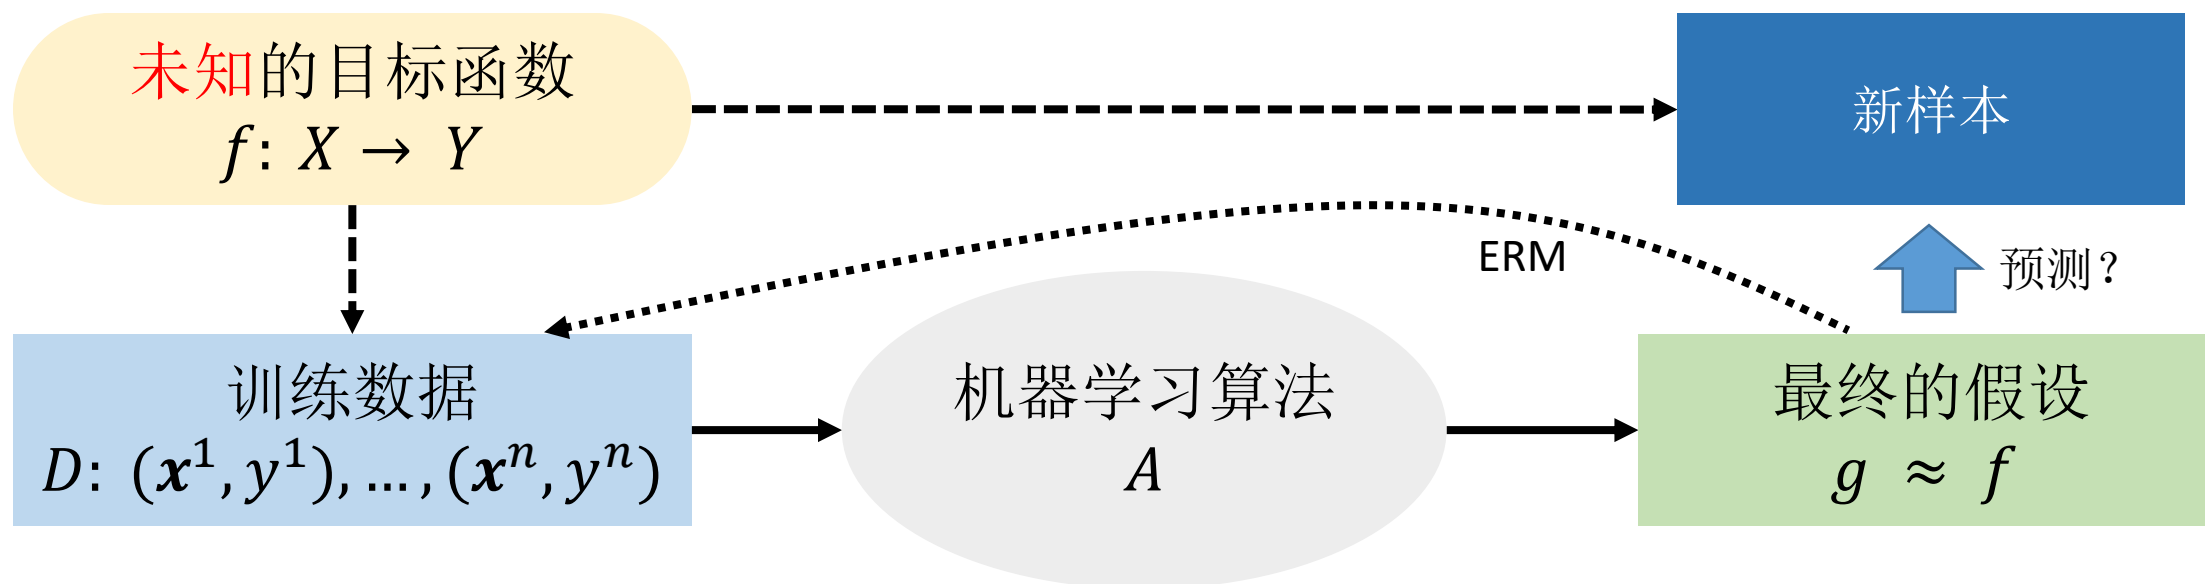 未知的目标函数
f: X → Y
新样本
ERM
预测？
训练数据
D: (x¹, y¹), … , (xⁿ, yⁿ)
机器学习算法
A
最终的假设
g ≈ f